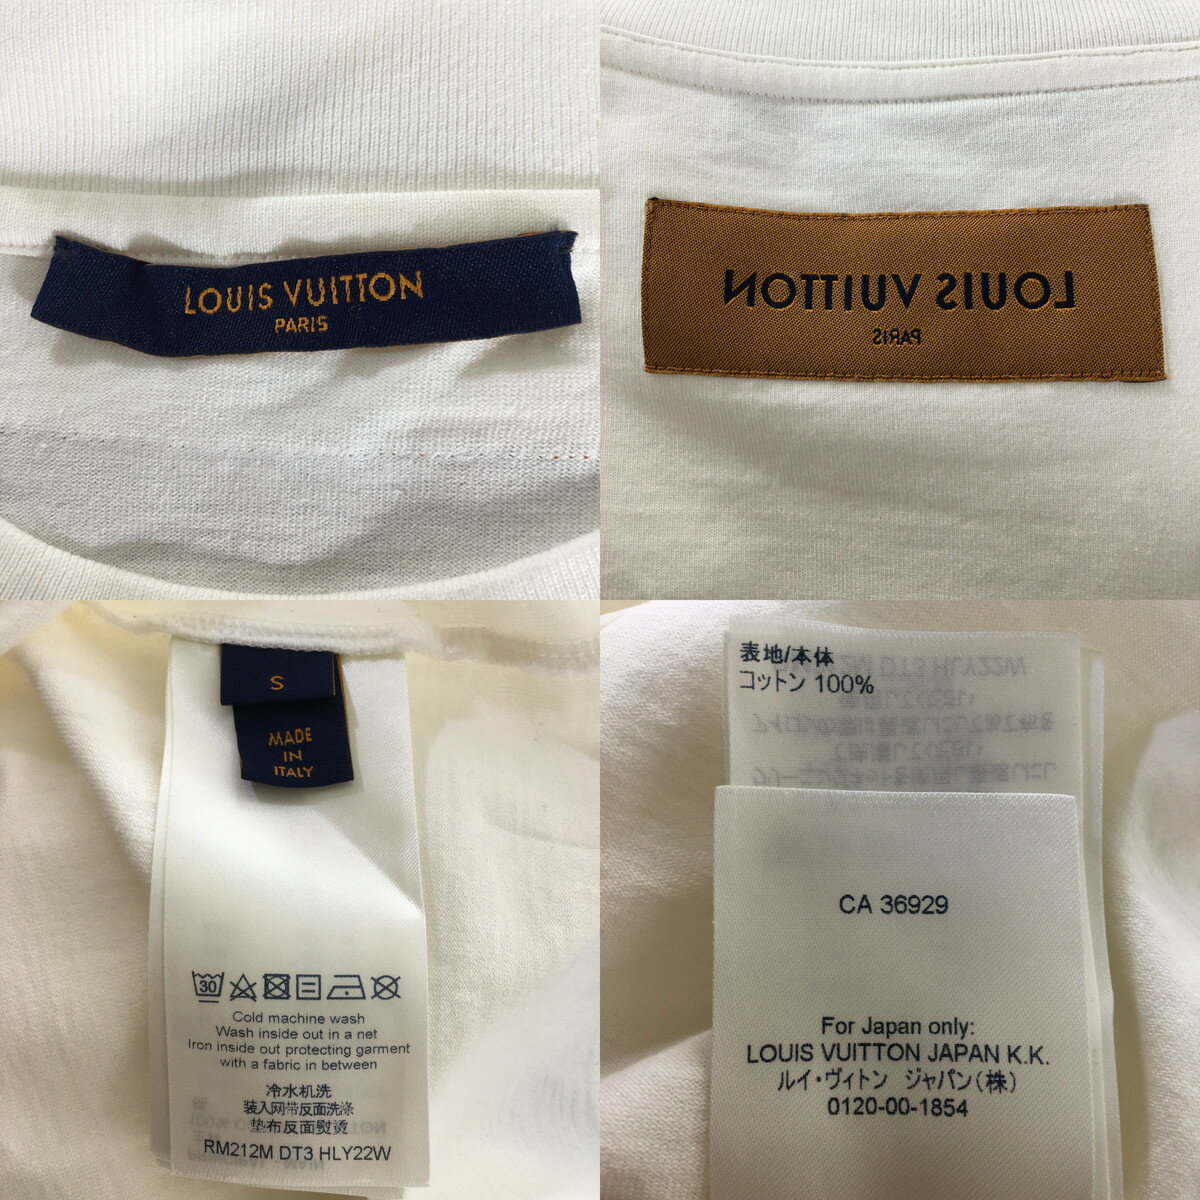 LOUIS VUITTON
PARIS
LOUIS VUITTON
PARIS
S
MADE
IN
ITALY
30
Cold machine wash
Wash inside out in a net
Iron inside out protecting garment
with a fabric in between
冷水机洗
装入网带反面洗涤
垫布反面熨烫
RM212M DT3 HLY22W
表地/本体
コットン 100%
CA 36929
For Japan only:
LOUIS VUITTON JAPAN K.K.
ルイ・ヴィトン ジャパン(株)
0120-00-1854